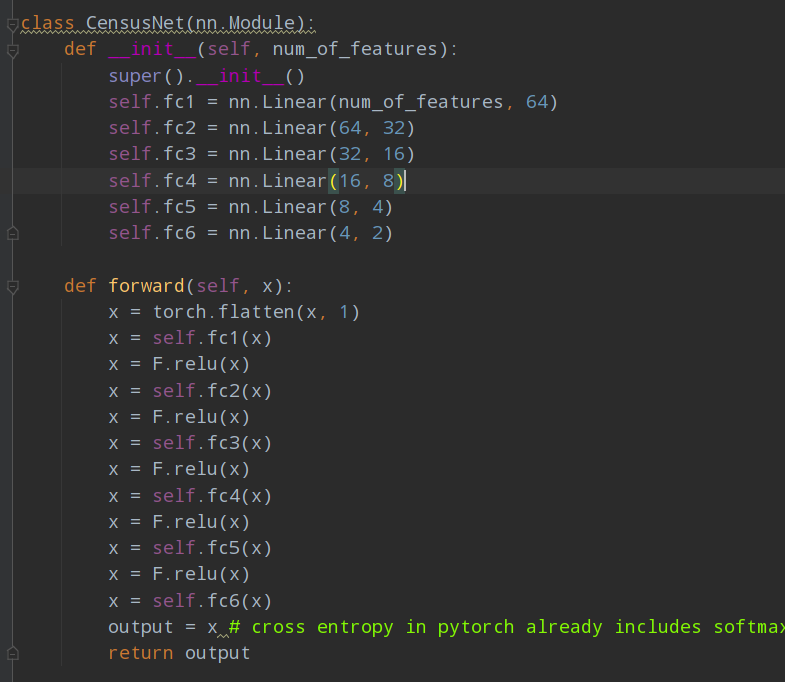 class CensusNet(nn.Module):
    def __init__(self, num_of_features):
        super().__init__()
        self.fc1 = nn.Linear(num_of_features, 64)
        self.fc2 = nn.Linear(64, 32)
        self.fc3 = nn.Linear(32, 16)
        self.fc4 = nn.Linear(16, 8)
        self.fc5 = nn.Linear(8, 4)
        self.fc6 = nn.Linear(4, 2)

    def forward(self, x):
        x = torch.flatten(x, 1)
        x = self.fc1(x)
        x = F.relu(x)
        x = self.fc2(x)
        x = F.relu(x)
        x = self.fc3(x)
        x = F.relu(x)
        x = self.fc4(x)
        x = F.relu(x)
        x = self.fc5(x)
        x = F.relu(x)
        x = self.fc6(x)
        output = x # cross entropy in pytorch already includes softmax
        return output